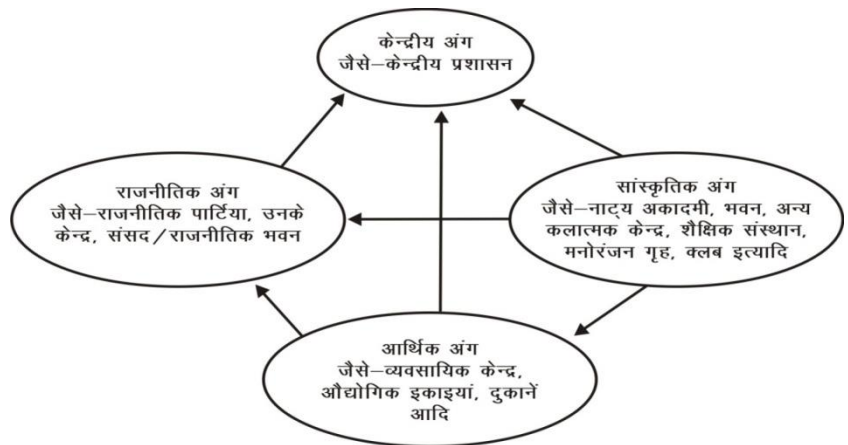 केन्द्रीय अंग
जैसे–केन्द्रीय प्रशासन
राजनीतिक अंग
जैसे–राजनीतिक पार्टिया, उनके
केन्द्र, संसद/राजनीतिक भवन
सांस्कृतिक अंग
जैसे–नाट्य अकादमी, भवन, अन्य
कलात्मक केन्द्र, शैक्षिक संस्थान,
मनोरंजन गृह, क्लब इत्यादि
आर्थिक अंग
जैसे–व्यवसायिक केन्द्र,
औद्योगिक इकाइयां, दुकानें
आदि